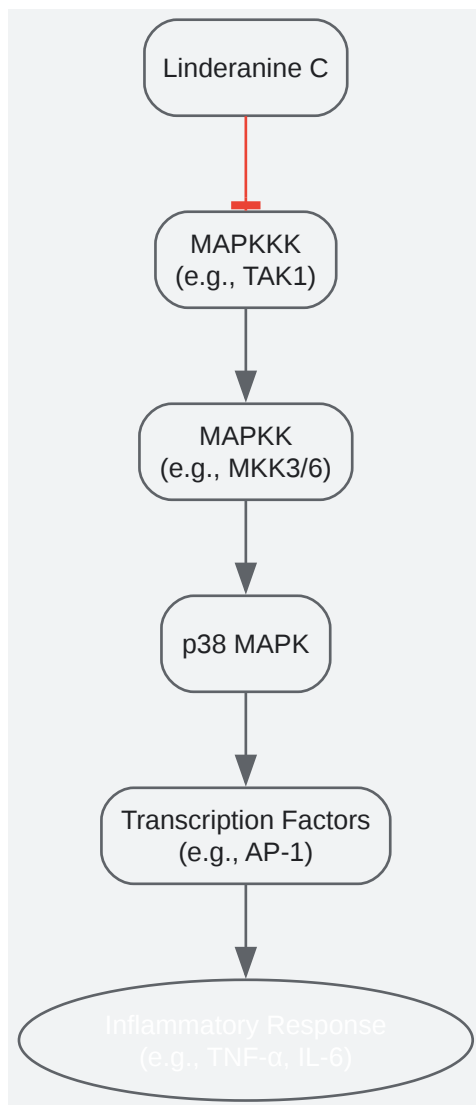 Linderanine C
MAPKKK
(e.g., TAK1)
MAPKK
(e.g., MKK3/6)
p38 MAPK
Transcription Factors
(e.g., AP-1)
Inflammatory Response
(e.g., TNF-α, IL-6)